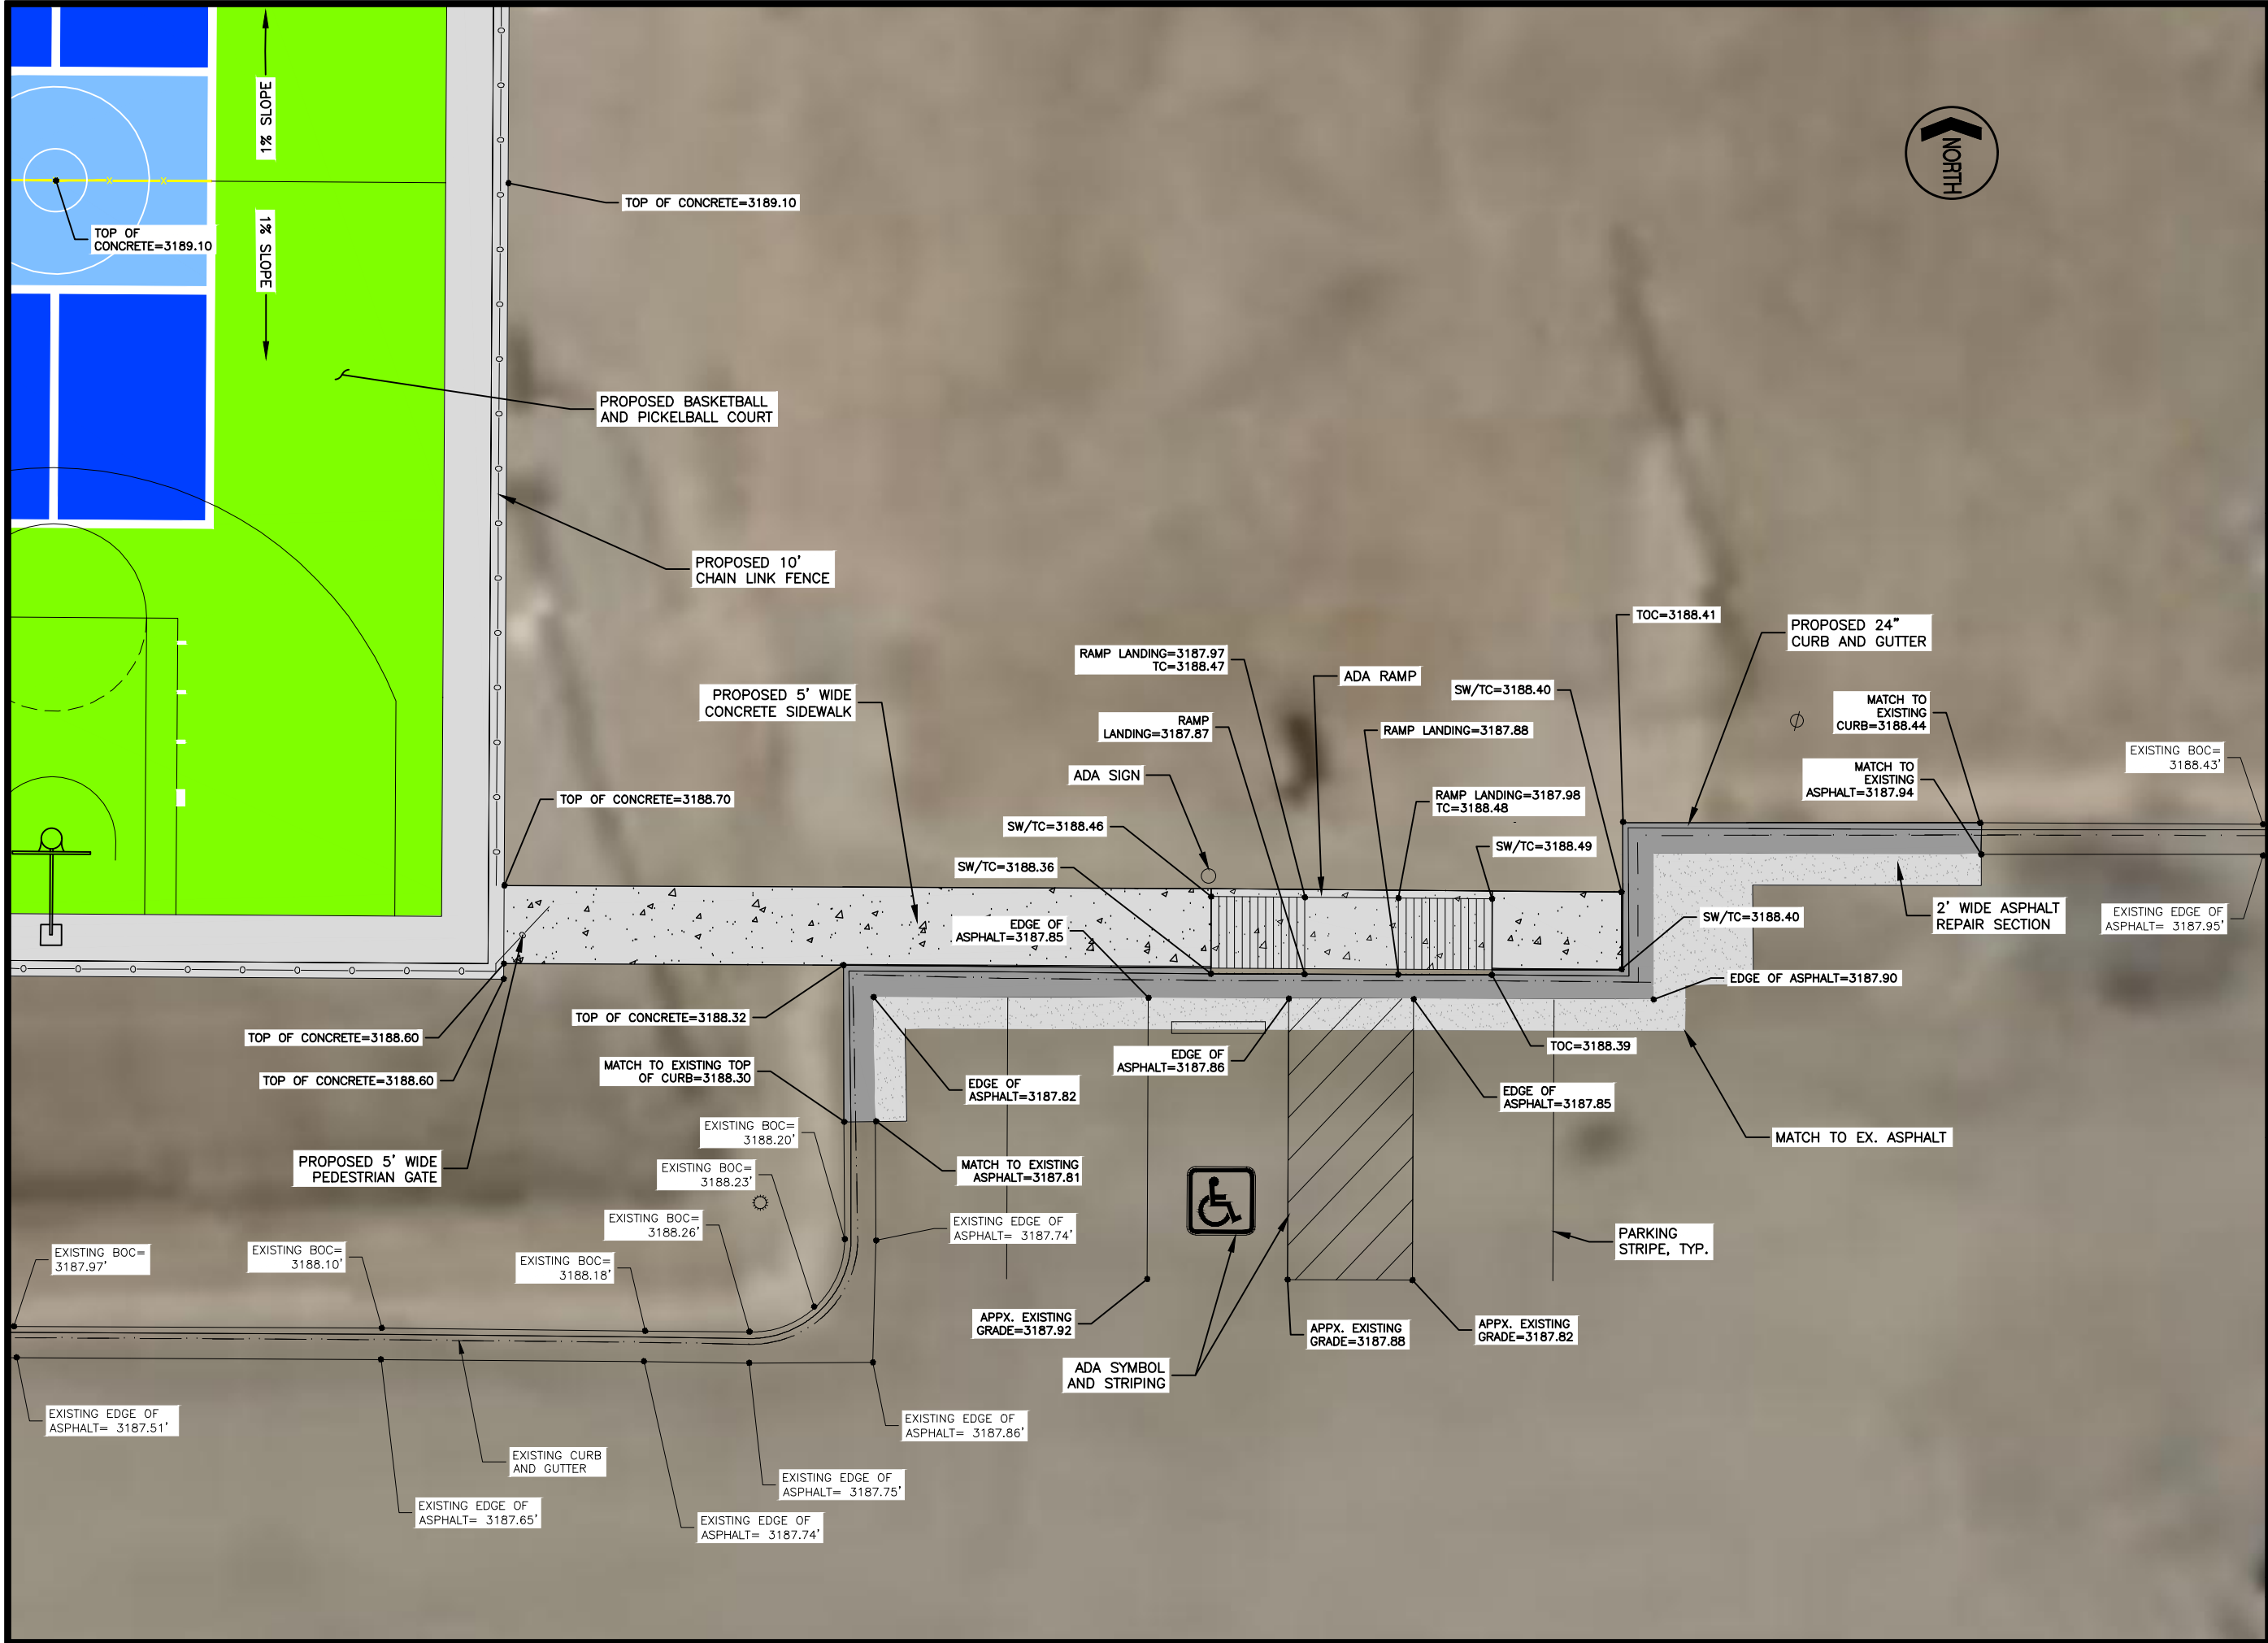 1% SLOPE
NORTH
TOP OF CONCRETE=3189.10
TOP OF
CONCRETE=3189.10
1% SLOPE
PROPOSED BASKETBALL
AND PICKELBALL COURT
PROPOSED 10'
CHAIN LINK FENCE
TOC=3188.41
PROPOSED 24"
CURB AND GUTTER
RAMP LANDING=3187.97
TC=3188.47
ADA RAMP
SW/TC=3188.40
PROPOSED 5' WIDE
CONCRETE SIDEWALK
MATCH TO
EXISTING
CURB=3188.44
RAMP
LANDING=3187.87
RAMP LANDING=3187.88
EXISTING BOC=
3188.43'
ADA SIGN
MATCH TO
EXISTING
ASPHALT=3187.94
TOP OF CONCRETE=3188.70
RAMP LANDING=3187.98
TC=3188.48
SW/TC=3188.46
SW/TC=3188.49
SW/TC=3188.36
EDGE OF
ASPHALT=3187.85
SW/TC=3188.40
2' WIDE ASPHALT
REPAIR SECTION
EXISTING EDGE OF
ASPHALT= 3187.95'
EDGE OF ASPHALT=3187.90
TOP OF CONCRETE=3188.32
TOP OF CONCRETE=3188.60
TOC=3188.39
EDGE OF
ASPHALT=3187.86
MATCH TO EXISTING TOP
OF CURB=3188.30
TOP OF CONCRETE=3188.60
EDGE OF
ASPHALT=3187.82
EDGE OF
ASPHALT=3187.85
EXISTING BOC=
3188.20'
MATCH TO EX. ASPHALT
PROPOSED 5' WIDE
PEDESTRIAN GATE
EXISTING BOC=
3188.23'
MATCH TO EXISTING
ASPHALT=3187.81
EXISTING BOC=
3188.26'
EXISTING EDGE OF
ASPHALT= 3187.74'
PARKING
STRIPE, TYP.
EXISTING BOC=
3187.97'
EXISTING BOC=
3188.10'
EXISTING BOC=
3188.18'
APPX. EXISTING
GRADE=3187.92
APPX. EXISTING
GRADE=3187.88
APPX. EXISTING
GRADE=3187.82
ADA SYMBOL
AND STRIPING
EXISTING EDGE OF
ASPHALT= 3187.51'
EXISTING EDGE OF
ASPHALT= 3187.86'
EXISTING CURB
AND GUTTER
EXISTING EDGE OF
ASPHALT= 3187.75'
EXISTING EDGE OF
ASPHALT= 3187.65'
EXISTING EDGE OF
ASPHALT= 3187.74'